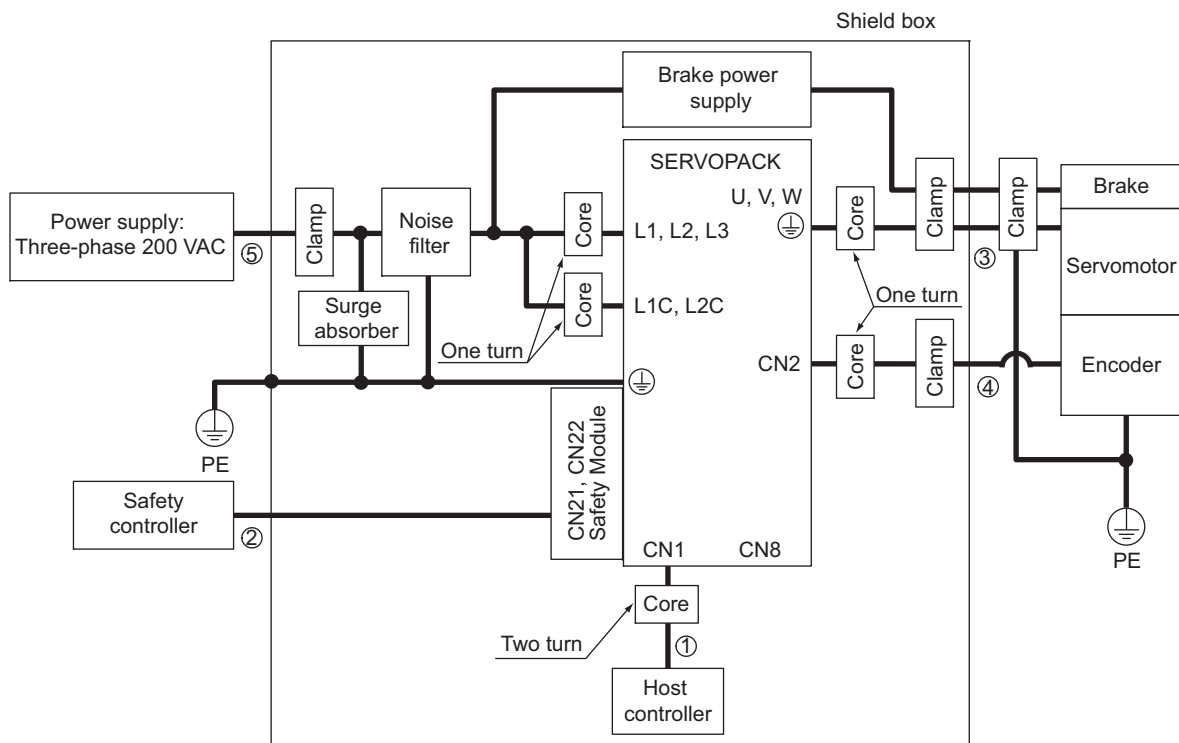 Shield box
Brake power
supply
SERVOPACK
U, V, W
Power supply:
Three-phase 200 VAC
⑤
Clamp
Noise
filter
Core
L1, L2, L3
Core
Clamp
Clamp
Brake
③
Servomotor
Surge
absorber
Core
L1C, L2C
One turn
One turn
CN2
Core
Clamp
④
Encoder
PE
Safety
controller
②
CN21, CN22
Safety Module
PE
CN1
CN8
Core
Two turn
①
Host
controller